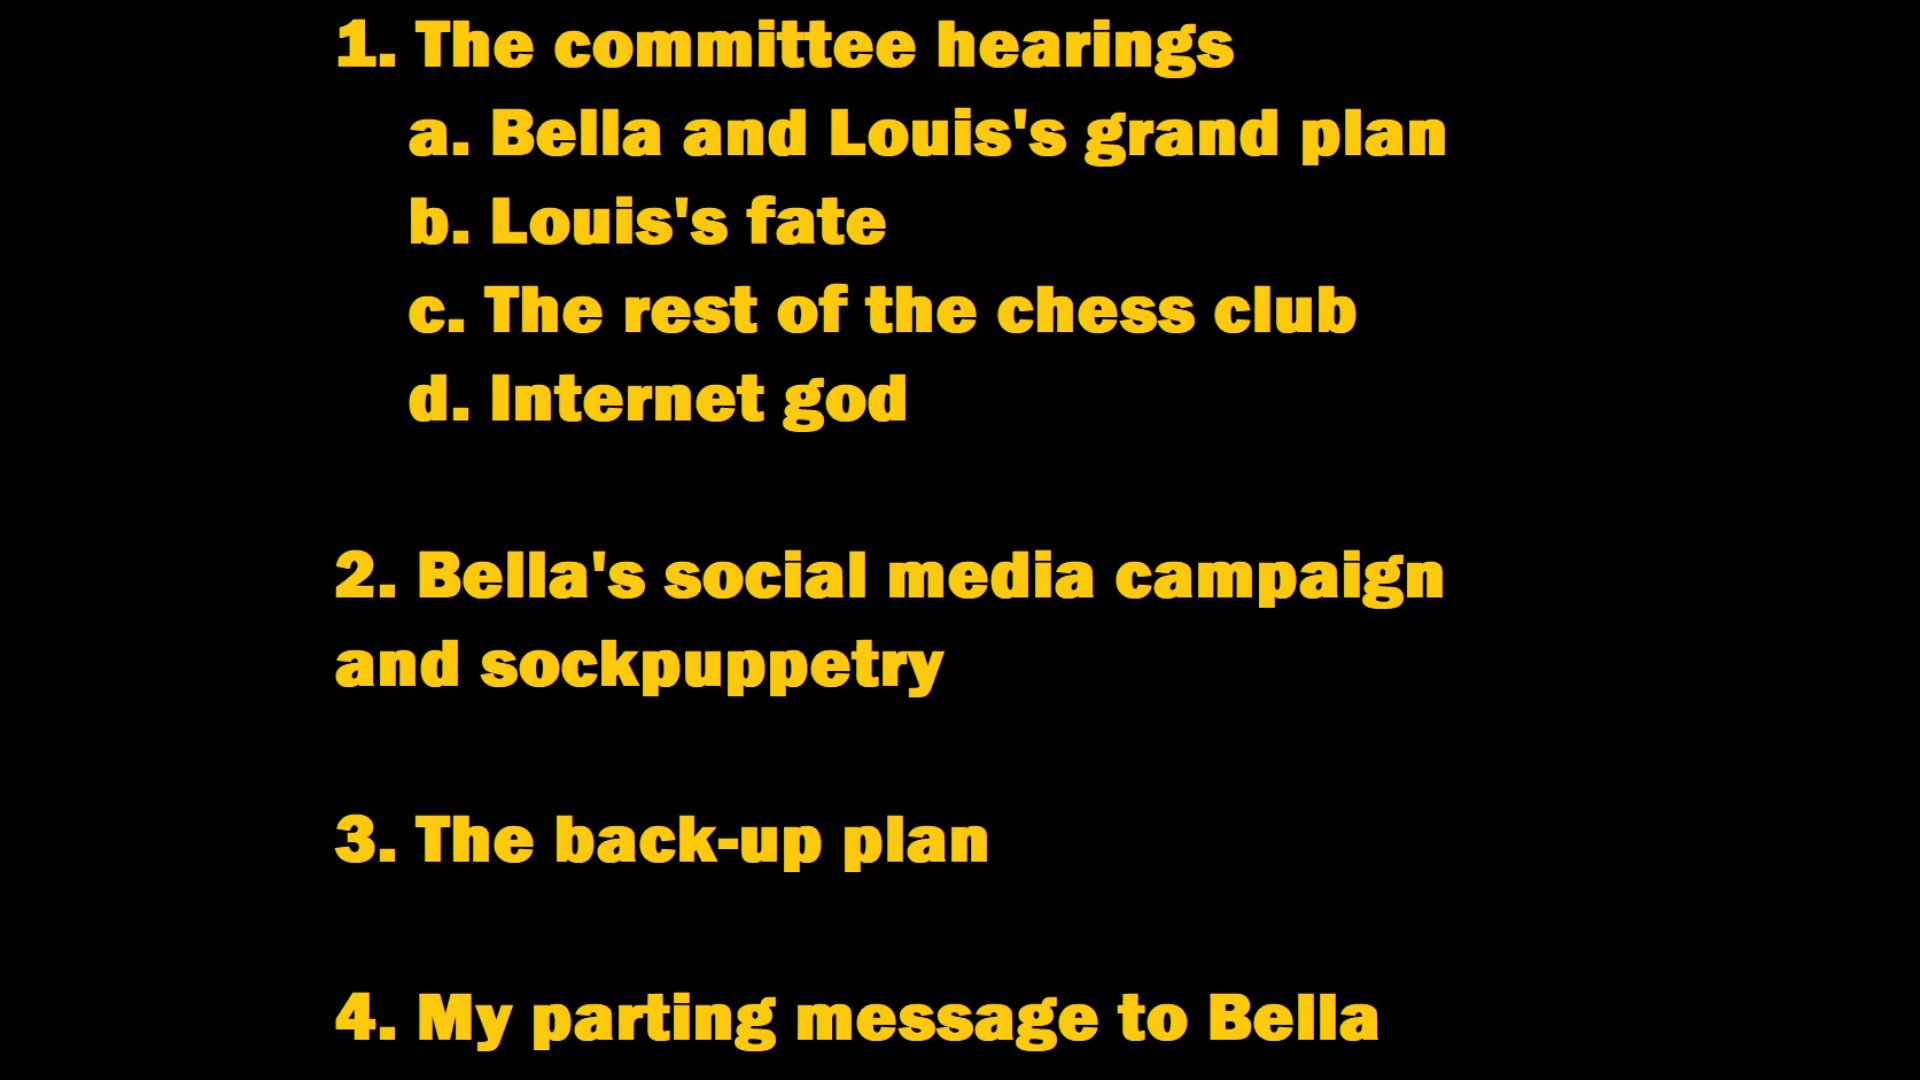 1. The committee hearings
a. Bella and Louis's grand plan
b. Louis's fate
c. The rest of the chess club
d. Internet god
2. Bella's social media campaign
and sockpuppetry
3. The back-up plan
4. My parting message to Bella